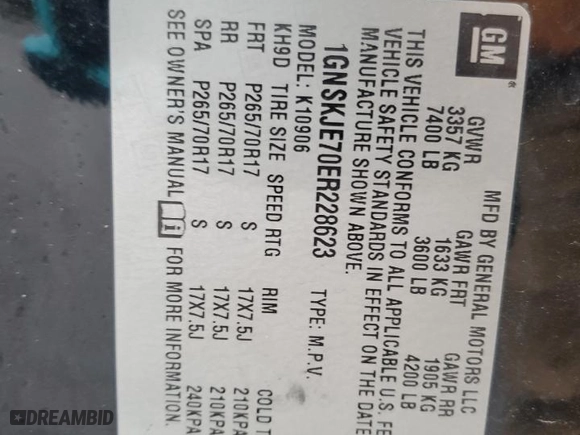 GM
MFD BY GENERAL MOTORS LLC
GVWR GAWR FRT GAWR RR
3357 KG 1633 KG 1905 KG
7400 LB 3600 LB 4200 LB
THIS VEHICLE CONFORMS TO ALL APPLICABLE U.S. FE
VEHICLE SAFETY STANDARDS IN EFFECT ON THE DATE
MANUFACTURE SHOWN ABOVE.
1GNSKJE70ER228623 TYPE: M.P.V.
MODEL: K10906
KH9D TIRE SIZE SPEED RTG RIM COLD T
FRT P265/70R17 S 17X7.5J 210KPA
RR P265/70R17 S 17X7.5J 210KPA
SPA P265/70R17 S 17X7.5J 240KPA
SEE OWNER'S MANUAL i FOR MORE INFORMATION.
DREAMBID